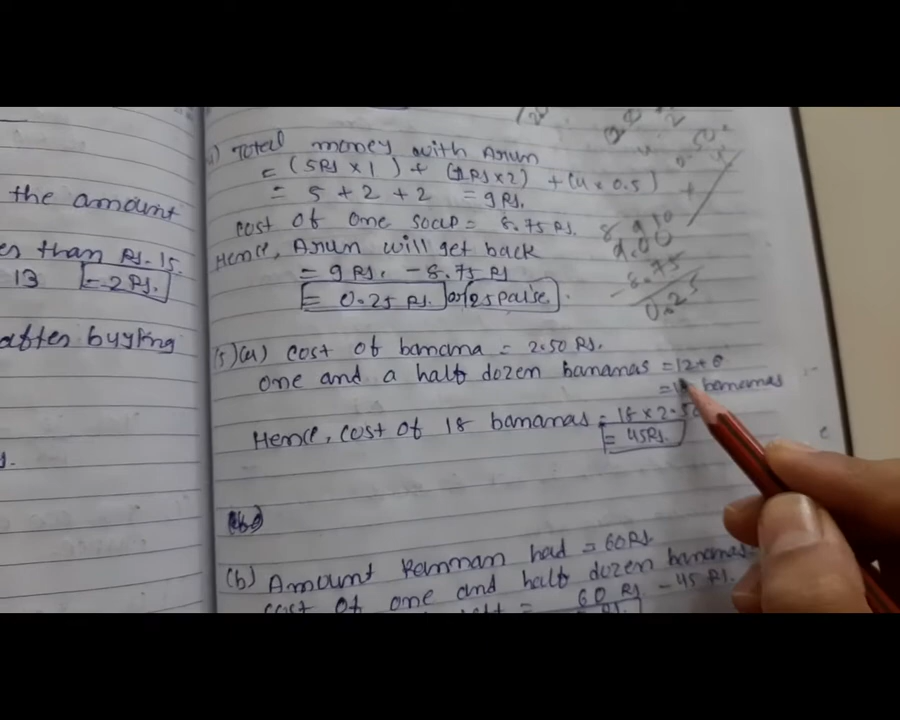 the amount
than Rs. 15.
13 = 2 Rs.
after buying
s.
) Total money with Arun
= (5 Rs × 1) + (1 Rs × 2) + (4 × 0.5)
= 5 + 2 + 2 = 9 Rs.
cost of one soap = 8.75 Rs.
Hence, Arun will get back
= 9 Rs. - 8.75 Rs
= 0.25 Rs. or 25 paise.
9.00
- 8.75
0.25
(5)(a) cost of banana = 2.50 Rs.
one and a half dozen bananas = 12 + 6
bananas
Hence, cost of 18 bananas = 18 × 2.50
= 45 Rs.
(b) Amount Ramman had = 60 Rs.
cost of one and half dozen bananas
60 Rs - 45 Rs.